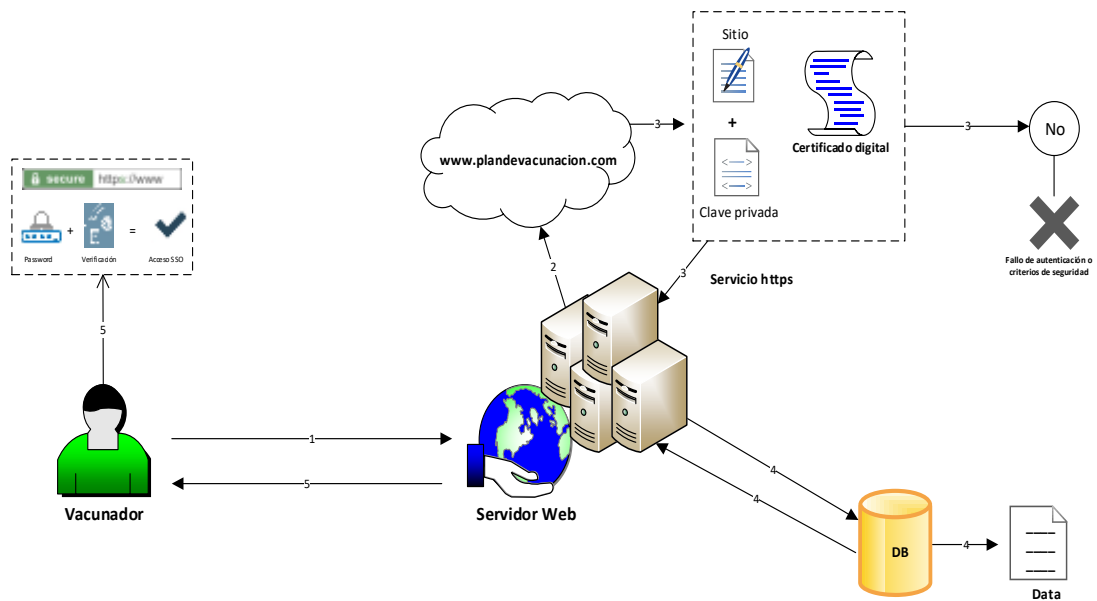 Sitio
+
Clave privada
Certificado digital
3
www.plandevacunacion.com
3
No
Fallo de autenticación o
criterios de seguridad
secure https://www
+ E =
Password Verificación Acceso SSO
2
3
Servicio https
5
1
5
Vacunador
Servidor Web
4
4
DB
4
Data